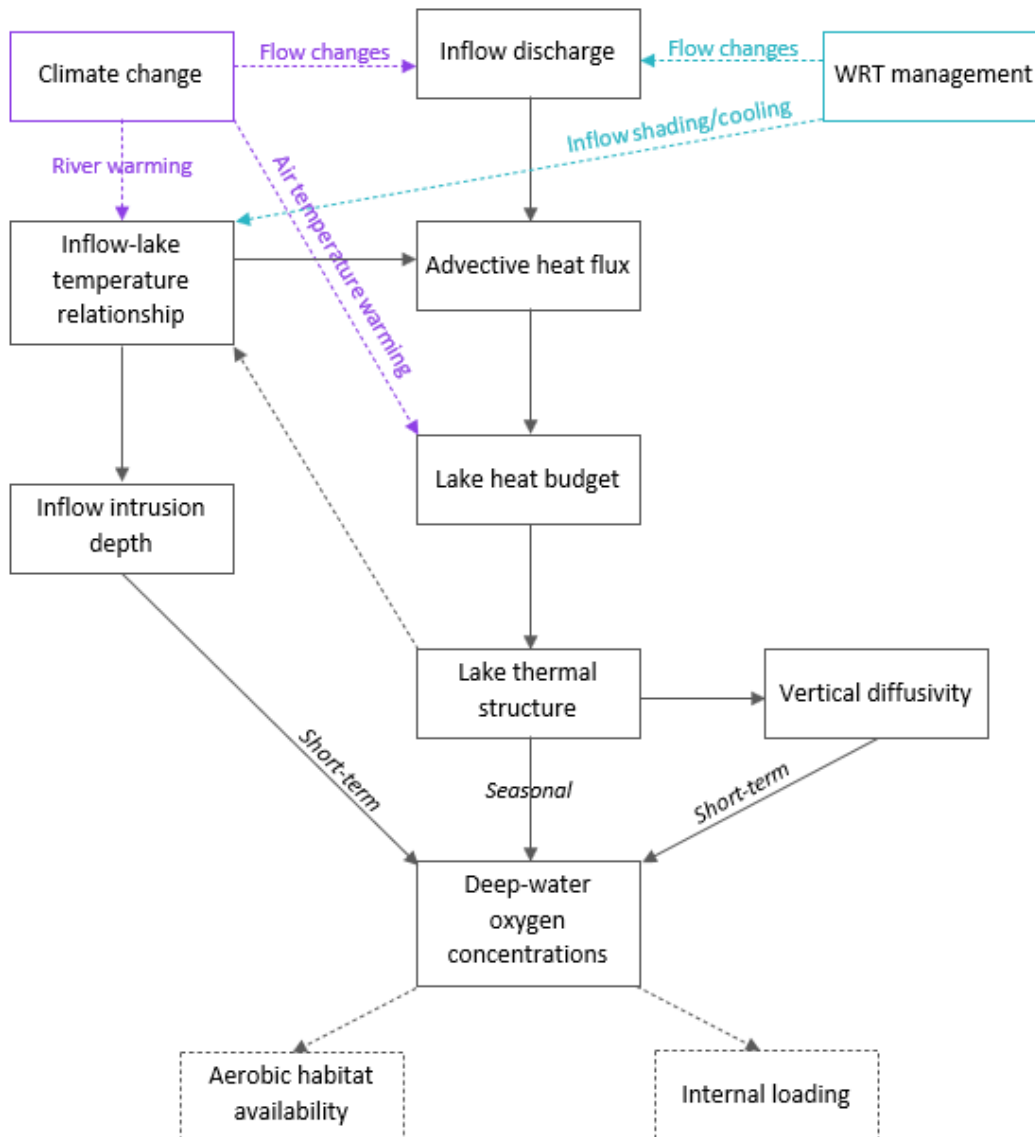 Climate change
Flow changes
Inflow discharge
Flow changes
WRT management
Inflow shading/cooling
River warming
Air temperature warming
Inflow-lake
temperature
relationship
Advective heat flux
Lake heat budget
Inflow intrusion
depth
Lake thermal
structure
Vertical diffusivity
Short-term
Seasonal
Short-term
Deep-water
oxygen
concentrations
Aerobic habitat
availability
Internal loading